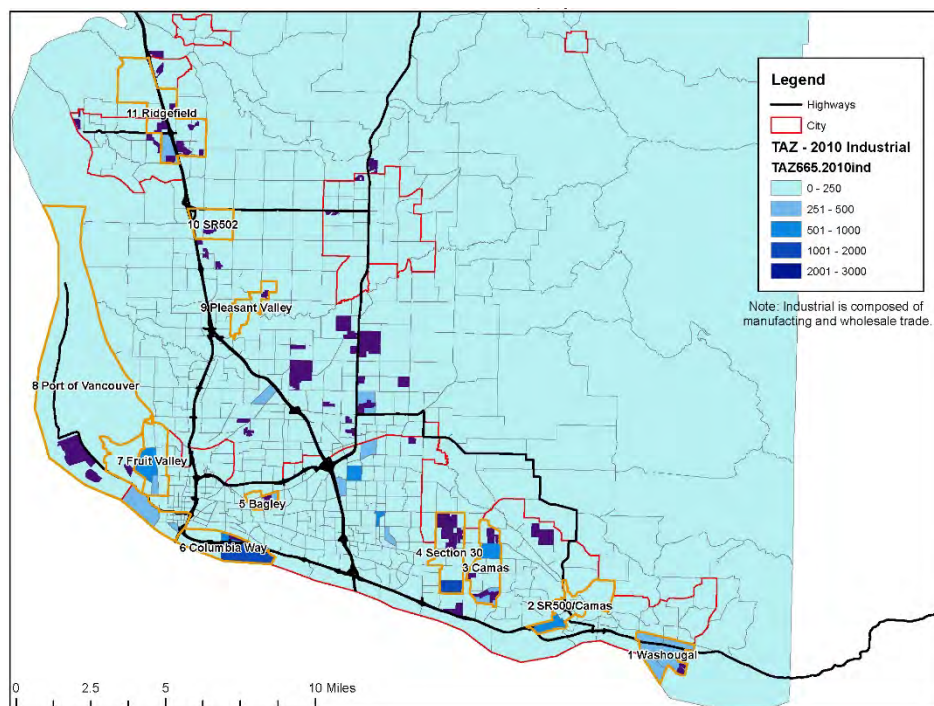 Legend
Highways
City
TAZ - 2010 Industrial
TAZ665.2010ind
0 - 250
251 - 500
501 - 1000
1001 - 2000
2001 - 3000
Note: Industrial is composed of
manufacting and wholesale trade.
11 Ridgefield
10 SR502
9 Pleasant Valley
8 Port of Vancouver
7 Fruit Valley
5 Bagley
6 Columbia Way
4 Section 30
3 Camas
2 SR500/Camas
1 Washougal
0 2.5 5 10 Miles